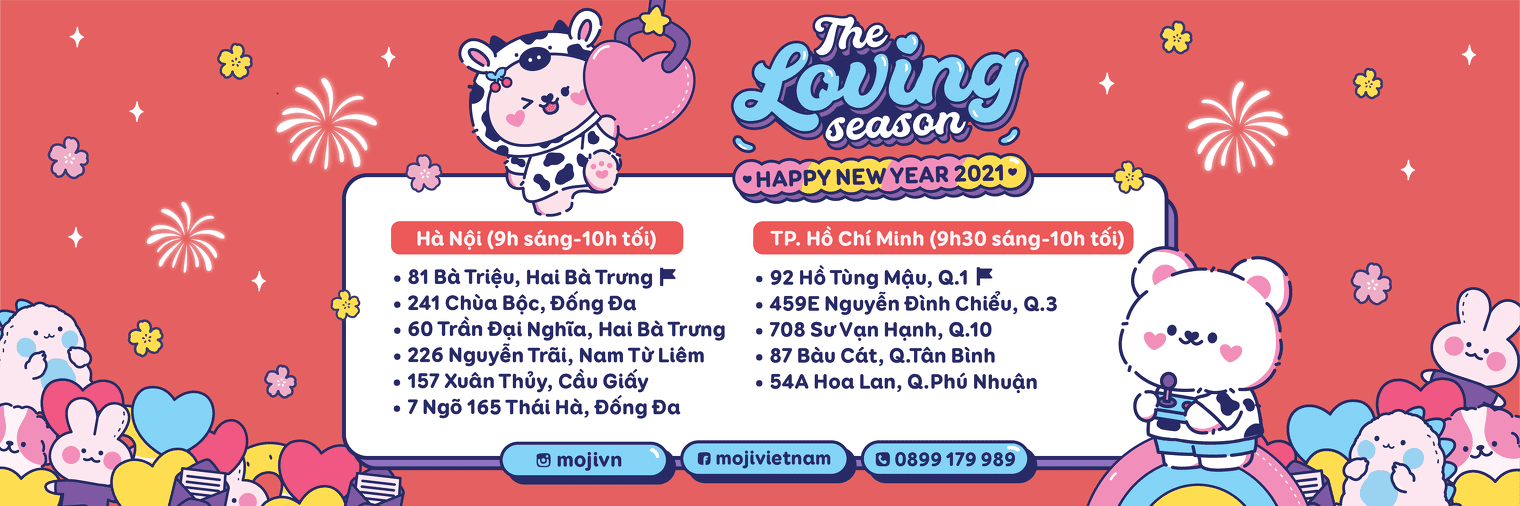 The
Loving
season
HAPPY NEW YEAR 2021
Hà Nội (9h sáng-10h tối)
• 81 Bà Triệu, Hai Bà Trưng
• 241 Chùa Bộc, Đống Đa
• 60 Trần Đại Nghĩa, Hai Bà Trưng
• 226 Nguyễn Trãi, Nam Từ Liêm
• 157 Xuân Thủy, Cầu Giấy
• 7 Ngõ 165 Thái Hà, Đống Đa
TP. Hồ Chí Minh (9h30 sáng-10h tối)
• 92 Hồ Tùng Mậu, Q.1
• 459E Nguyễn Đình Chiểu, Q.3
• 708 Sư Vạn Hạnh, Q.10
• 87 Bàu Cát, Q.Tân Bình
• 54A Hoa Lan, Q.Phú Nhuận
mojivn
mojivietnam
0899 179 989